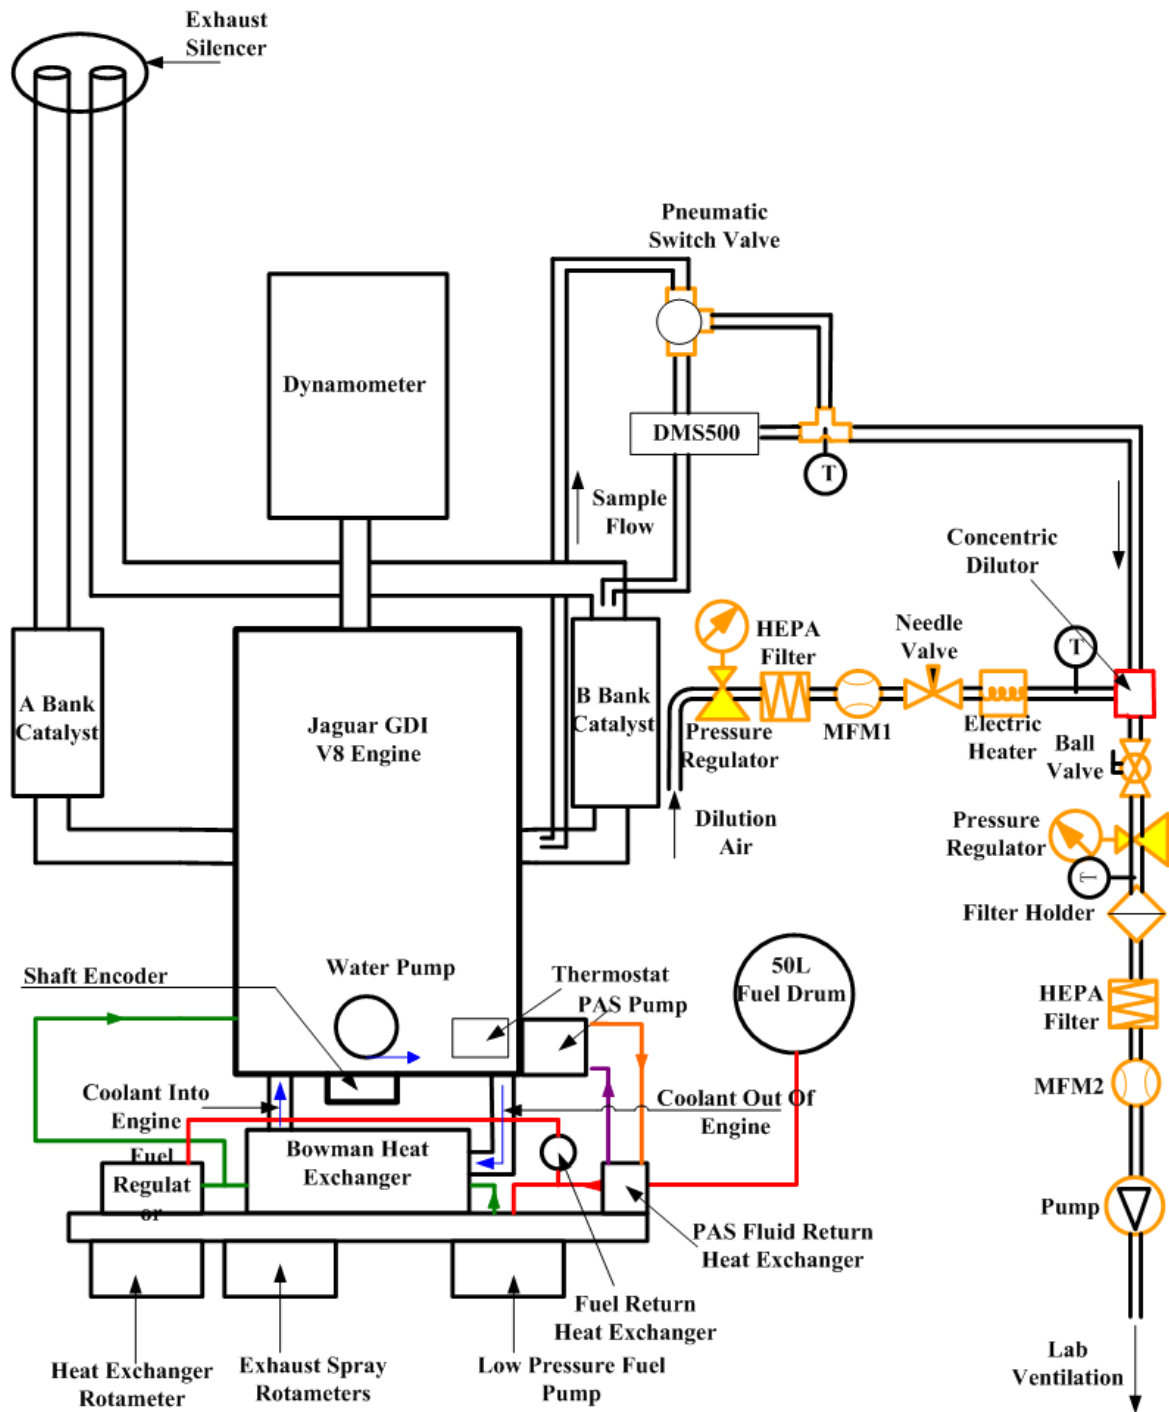 Exhaust
Silencer
Pneumatic
Switch Valve
Dynamometer
DMS500
T
Sample
Flow
Concentric
Dilutor
HEPA
Filter
Needle
Valve
T
A Bank
Catalyst
Jaguar GDI
V8 Engine
B Bank
Catalyst
Pressure
Regulator
MFM1
Electric
Heater
Ball
Valve
Dilution
Air
Pressure
Regulator
T
Filter Holder
Shaft Encoder
Water Pump
Thermostat
PAS Pump
50L
Fuel Drum
HEPA
Filter
MFM2
Coolant Into
Engine
Coolant Out Of
Engine
Fuel
Regulat
or
Bowman Heat
Exchanger
Pump
PAS Fluid Return
Heat Exchanger
Fuel Return
Heat Exchanger
Heat Exchanger
Rotameter
Exhaust Spray
Rotameters
Low Pressure Fuel
Pump
Lab
Ventilation